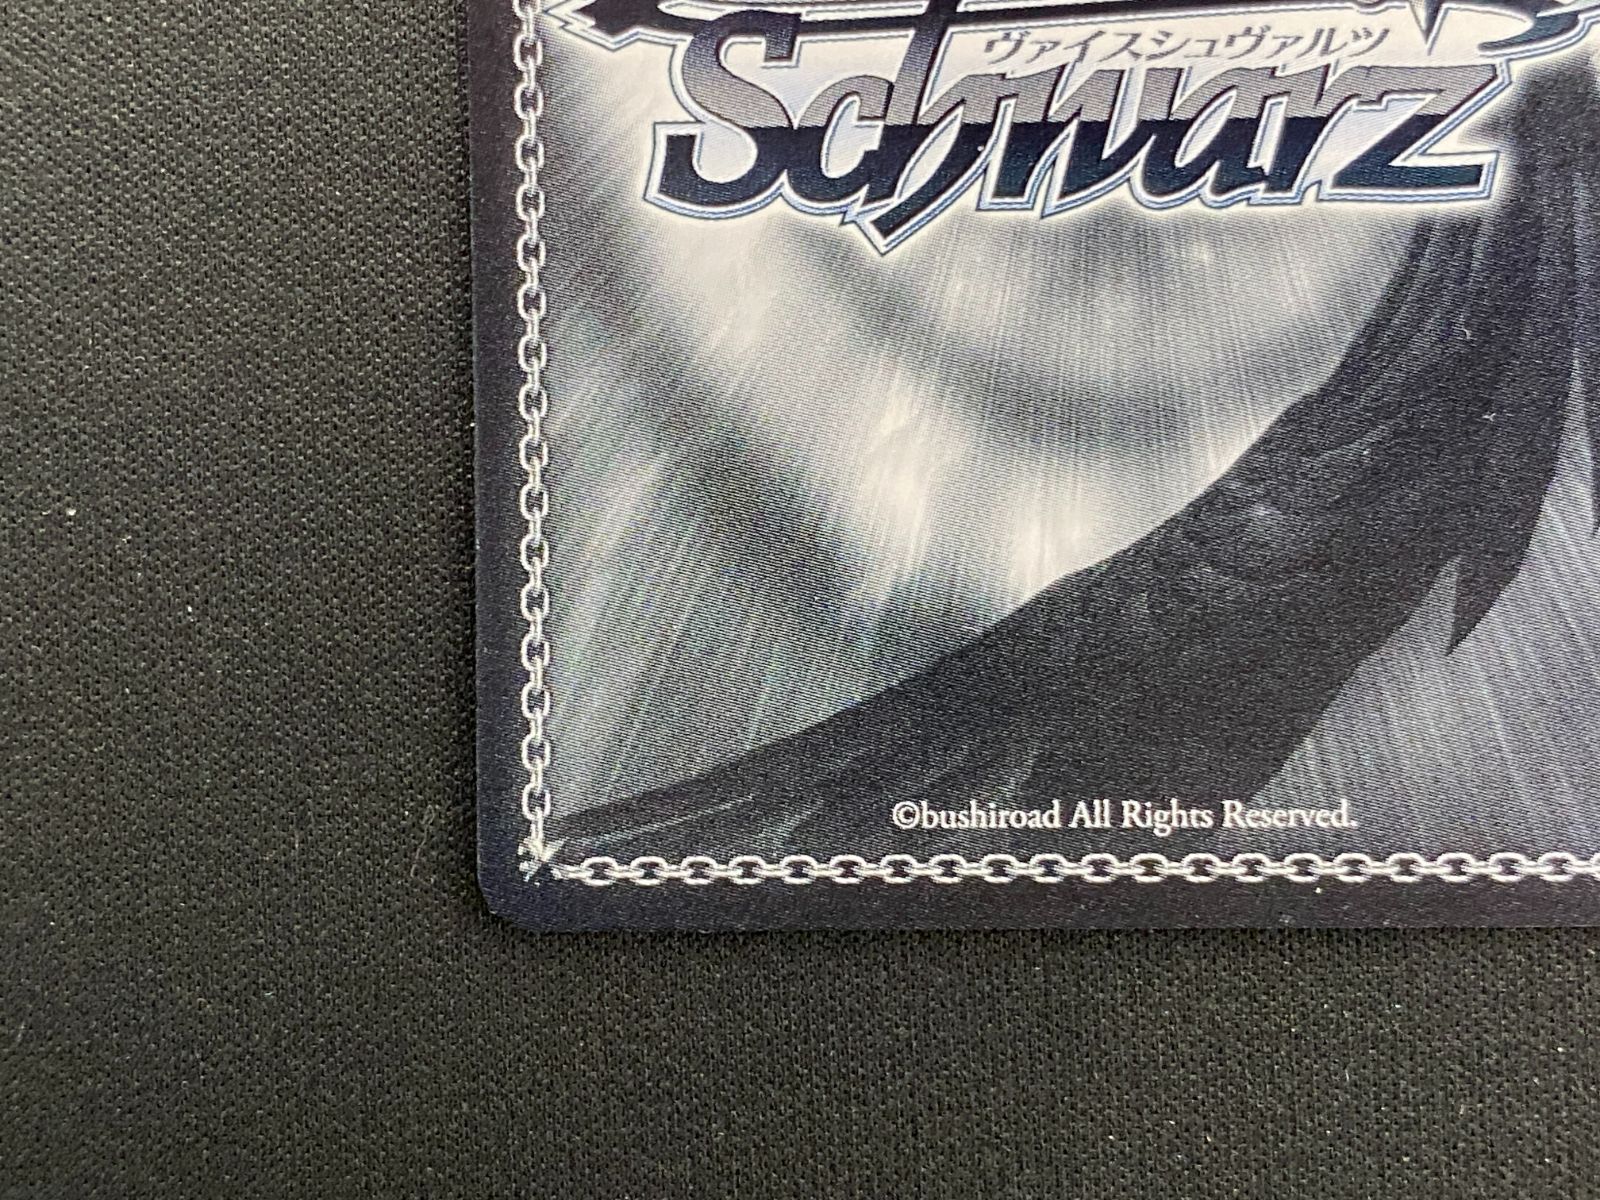 ヴァイスシュヴァルツ
Schwarz
©bushiroad All Rights Reserved.